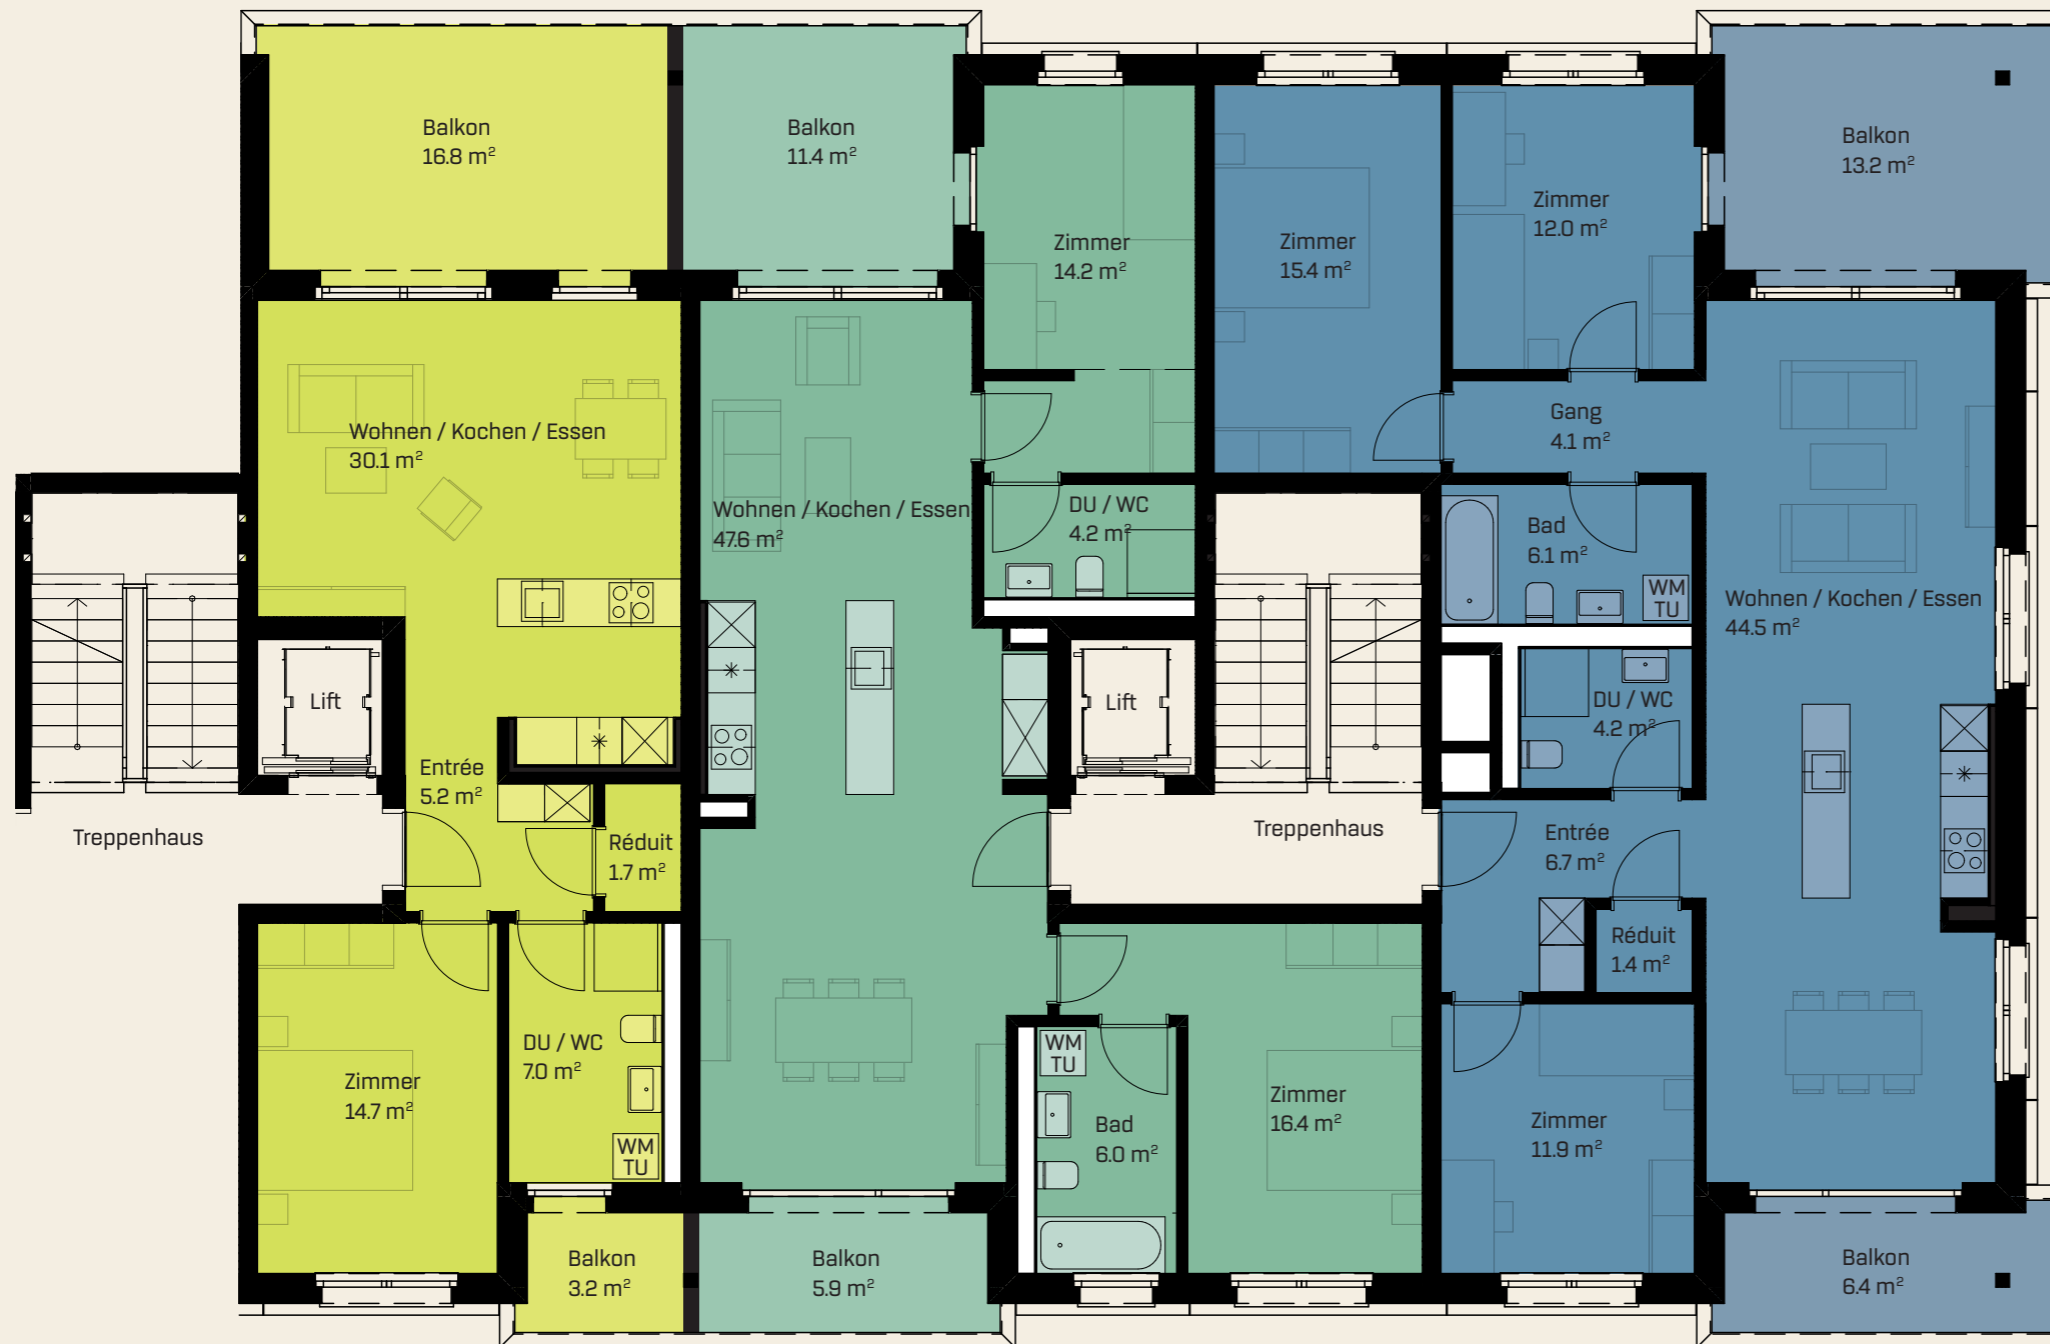 Balkon
16.8 m²
Balkon
11.4 m²
Balkon
13.2 m²
Zimmer
14.2 m²
Zimmer
15.4 m²
Zimmer
12.0 m²
Wohnen / Kochen / Essen
30.1 m²
Gang
4.1 m²
Wohnen / Kochen / Essen
47.6 m²
DU / WC
4.2 m²
Bad
6.1 m²
WM
TU
Wohnen / Kochen / Essen
44.5 m²
Lift
Lift
DU / WC
4.2 m²
Entrée
5.2 m²
Treppenhaus
Réduit
1.7 m²
Treppenhaus
Entrée
6.7 m²
Réduit
1.4 m²
DU / WC
7.0 m²
WM
TU
Zimmer
14.7 m²
WM
TU
Bad
6.0 m²
Zimmer
16.4 m²
Zimmer
11.9 m²
Balkon
3.2 m²
Balkon
5.9 m²
Balkon
6.4 m²